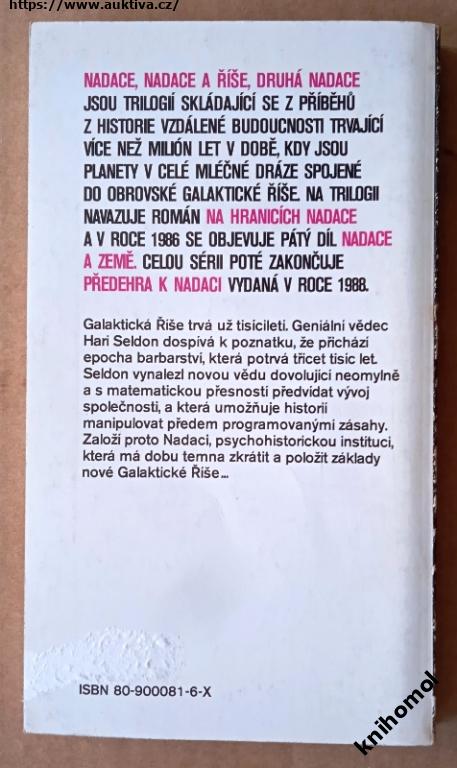 https://www.auktiva.cz/
NADACE, NADACE A ŘÍŠE, DRUHÁ NADACE
JSOU TRILOGIÍ SKLÁDAJÍCÍ SE Z PŘÍBĚHŮ
Z HISTORIE VZDÁLENÉ BUDOUCNOSTI TRVAJÍCÍ
VÍCE NEŽ MILIÓN LET V DOBĚ, KDY JSOU
PLANETY V CELÉ MLÉČNÉ DRÁZE SPOJENÉ
DO OBROVSKÉ GALAKTICKÉ ŘÍŠE. NA TRILOGII
NAVAZUJE ROMÁN NA HRANICÍCH NADACE
A V ROCE 1986 SE OBJEVUJE PÁTÝ DÍL NADACE
A ZEMĚ. CELOU SÉRII POTÉ ZAKONČUJE
PŘEDEHRA K NADACI VYDANÁ V ROCE 1988.
Galaktická Říše trvá už tisíciletí. Geniální vědec
Hari Seldon dospívá k poznatku, že přichází
epocha barbarství, která potrvá třicet tisíc let.
Seldon vynalezl novou vědu dovolující neomylně
a s matematickou přesností předvídat vývoj
společnosti, a která umožňuje historii
manipulovat předem programovanými zásahy.
Založí proto Nadaci, psychohistorickou instituci,
která má dobu temna zkrátit a položit základy
nové Galaktické Říše...
ISBN 80-900081-6-X
knihomol